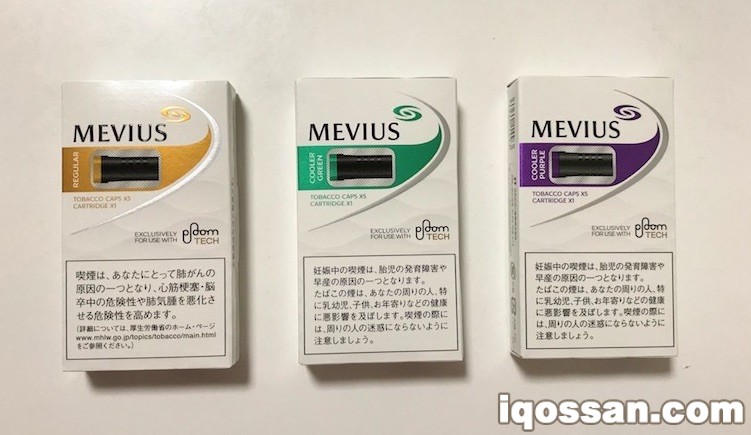 MEVIUS
REGULAR
TOBACCO CAPS X5
CARTRIDGE X1
EXCLUSIVELY
FOR USE WITH
ploom
TECH
喫煙は、あなたにとって肺がんの
原因の一つとなり、心筋梗塞・脳
卒中の危険性や肺気腫を悪化さ
せる危険性を高めます。
(詳細については、厚生労働省のホーム・ページ
www.mhlw.go.jp/topics/tobacco/main.html
をご参照ください。)
MEVIUS
COOLER
GREEN
TOBACCO CAPS X5
CARTRIDGE X1
EXCLUSIVELY
FOR USE WITH
ploom
TECH
妊娠中の喫煙は、胎児の発育障害や
早産の原因の一つとなります。
たばこの煙は、あなたの周りの人、特
に乳幼児、子供、お年寄りなどの健康
に悪影響を及ぼします。喫煙の際に
は、周りの人の迷惑にならないように
注意しましょう。
MEVIUS
COOLER
PURPLE
TOBACCO CAPS X5
CARTRIDGE X1
EXCLUSIVELY
FOR USE WITH
ploom
TECH
妊娠中の喫煙は、胎児の発育障害や
早産の原因の一つとなります。
たばこの煙は、あなたの周りの人、特
に乳幼児、子供、お年寄りなどの健康
に悪影響を及ぼします。喫煙の際に
は、周りの人の迷惑にならないように
注意しましょう。
iqossan.com